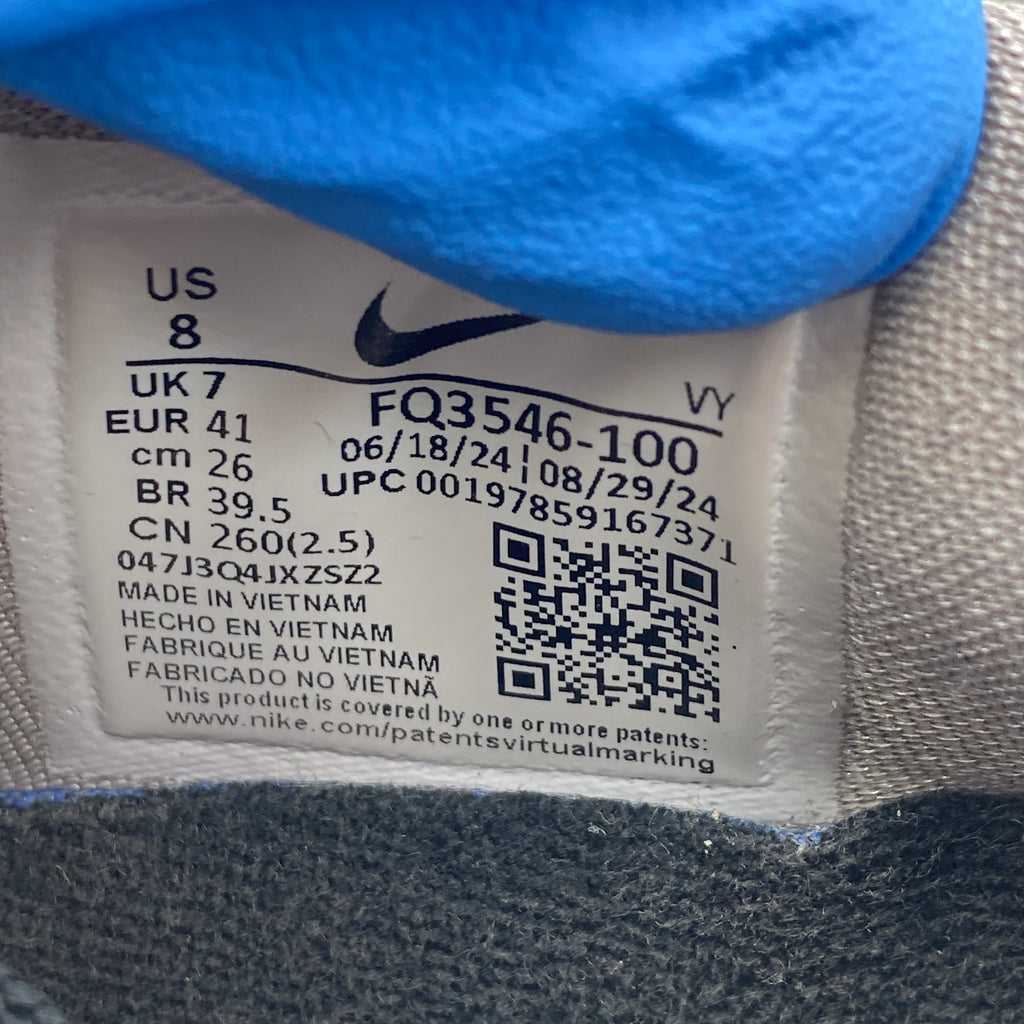 US
8
UK 7
VY
EUR 41
FQ3546-100
cm 26
06/18/24 ¦ 08/29/24
BR 39.5
UPC 00197859167371
CN 260(2.5)
047J3Q4JXZSZ2
MADE IN VIETNAM
HECHO EN VIETNAM
FABRIQUE AU VIETNAM
FABRICADO NO VIETNÃ
This product is covered by one or more patents:
www.nike.com/patentsvirtualmarking